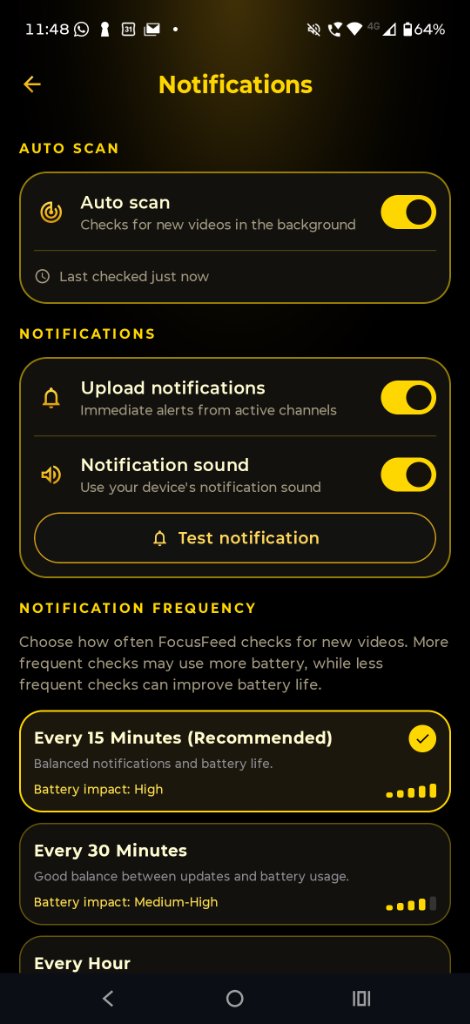 11:48
31
4G
64%
Notifications
AUTO SCAN
Auto scan
Checks for new videos in the background
Last checked just now
NOTIFICATIONS
Upload notifications
Immediate alerts from active channels
Notification sound
Use your device's notification sound
Test notification
NOTIFICATION FREQUENCY
Choose how often FocusFeed checks for new videos. More
frequent checks may use more battery, while less
frequent checks can improve battery life.
Every 15 Minutes (Recommended)
Balanced notifications and battery life.
Battery impact: High
Every 30 Minutes
Good balance between updates and battery usage.
Battery impact: Medium-High
Every Hour